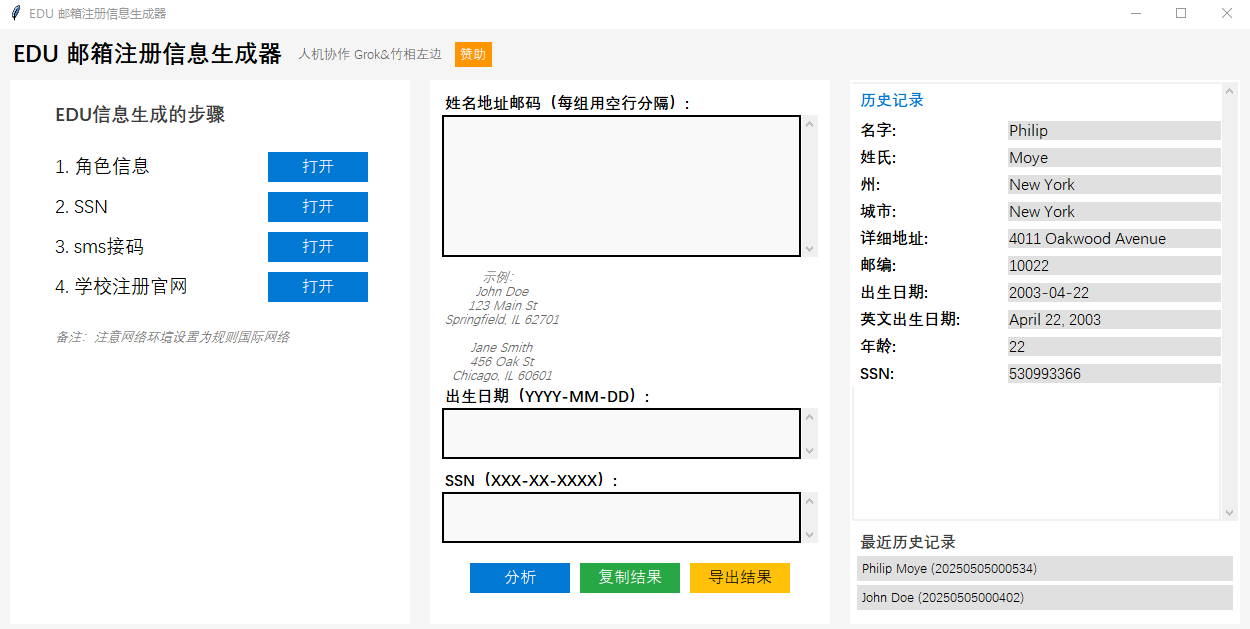 EDU 邮箱注册信息生成器
EDU 邮箱注册信息生成器 人机协作 Grok&竹相左边 赞助
EDU信息生成的步骤
1. 角色信息 打开
2. SSN 打开
3. sms接码 打开
4. 学校注册官网 打开
备注：注意网络环境设置为规则国际网络
姓名地址邮码（每组用空行分隔）:
示例：
John Doe
123 Main St
Springfield, IL 62701
Jane Smith
456 Oak St
Chicago, IL 60601
出生日期（YYYY-MM-DD）:
SSN（XXX-XX-XXXX）:
分析 复制结果 导出结果
历史记录
名字: Philip
姓氏: Moye
州: New York
城市: New York
详细地址: 4011 Oakwood Avenue
邮编: 10022
出生日期: 2003-04-22
英文出生日期: April 22, 2003
年龄: 22
SSN: 530993366
最近历史记录
Philip Moye (20250505000534)
John Doe (20250505000402)